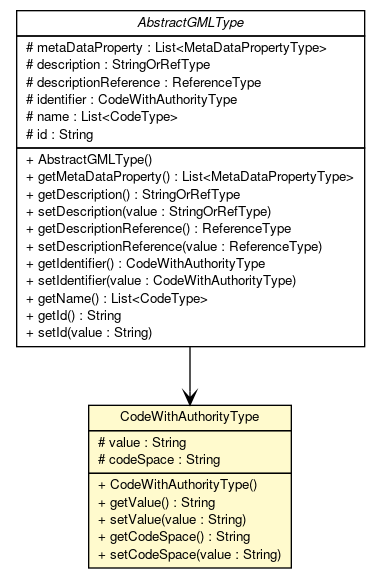 AbstractGMLType
# metaDataProperty : List<MetaDataPropertyType>
# description : StringOrRefType
# descriptionReference : ReferenceType
# identifier : CodeWithAuthorityType
# name : List<CodeType>
# id : String
+ AbstractGMLType()
+ getMetaDataProperty() : List<MetaDataPropertyType>
+ getDescription() : StringOrRefType
+ setDescription(value : StringOrRefType)
+ getDescriptionReference() : ReferenceType
+ setDescriptionReference(value : ReferenceType)
+ getIdentifier() : CodeWithAuthorityType
+ setIdentifier(value : CodeWithAuthorityType)
+ getName() : List<CodeType>
+ getId() : String
+ setId(value : String)
CodeWithAuthorityType
# value : String
# codeSpace : String
+ CodeWithAuthorityType()
+ getValue() : String
+ setValue(value : String)
+ getCodeSpace() : String
+ setCodeSpace(value : String)